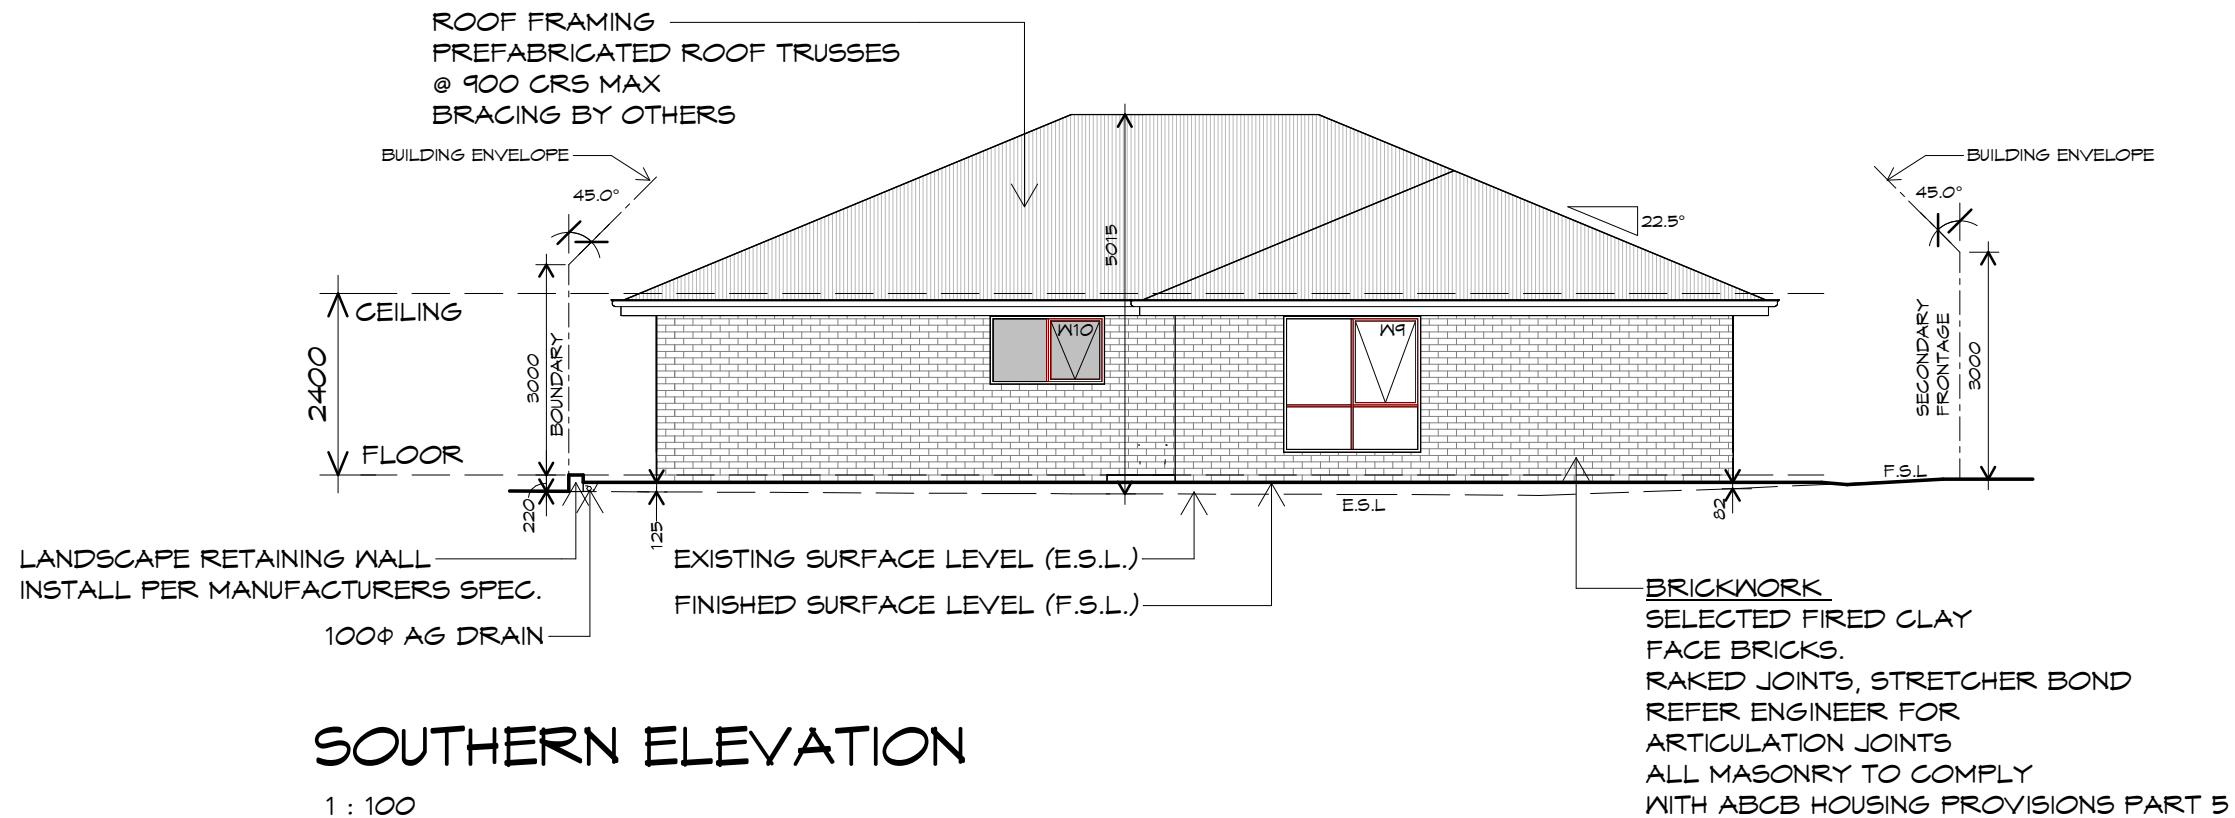 ROOF FRAMING
PREFABRICATED ROOF TRUSSES
@ 900 CRS MAX
BRACING BY OTHERS
BUILDING ENVELOPE
45.0°
BUILDING ENVELOPE
45.0°
22.5°
5015
CEILING
2400
FLOOR
3000
BOUNDARY
W10
W9
SECONDARY
FRONTAGE
3000
F.S.L
E.S.L
220
125
82
LANDSCAPE RETAINING WALL
INSTALL PER MANUFACTURERS SPEC.
100Φ AG DRAIN
EXISTING SURFACE LEVEL (E.S.L.)
FINISHED SURFACE LEVEL (F.S.L.)
BRICKWORK
SELECTED FIRED CLAY
FACE BRICKS.
RAKED JOINTS, STRETCHER BOND
REFER ENGINEER FOR
ARTICULATION JOINTS
ALL MASONRY TO COMPLY
WITH ABCB HOUSING PROVISIONS PART 5
SOUTHERN ELEVATION
1 : 100